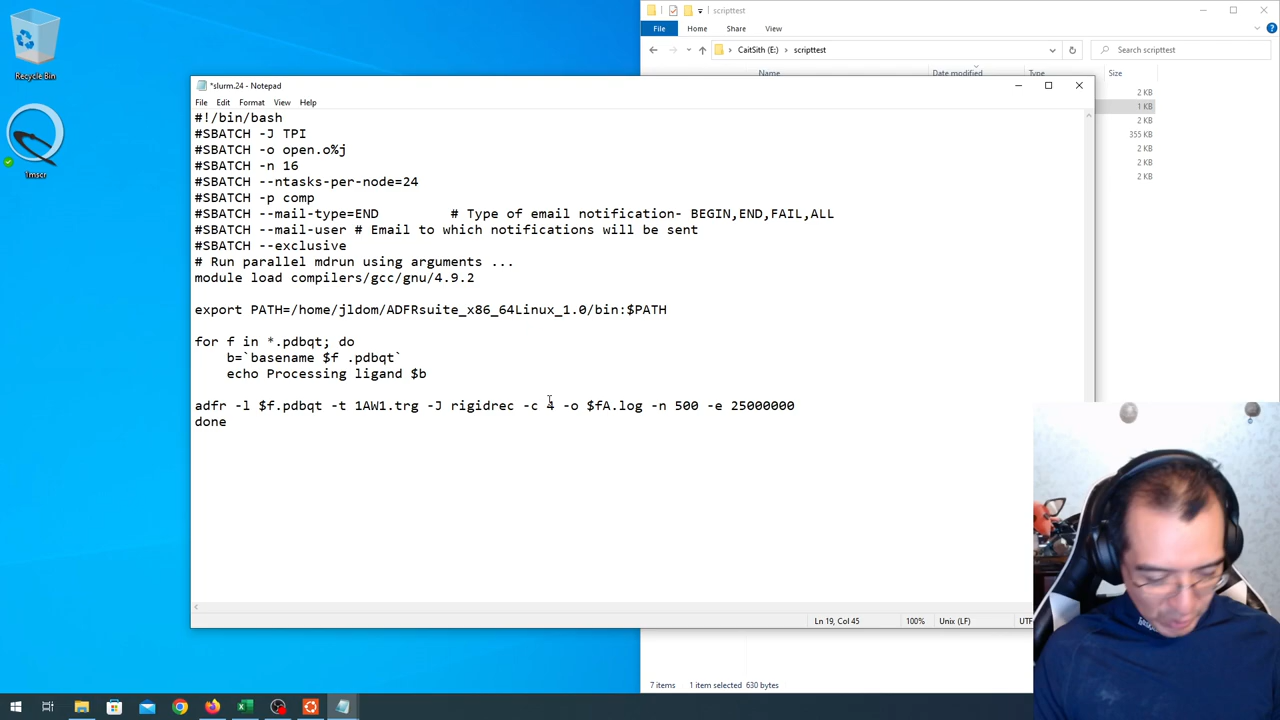 scripttest
File Home Share View
CaitSith (E:) scripttest
Search scripttest
Name Date modified Type Size
2 KB
1 KB
2 KB
355 KB
2 KB
2 KB
2 KB
Recycle Bin
1mscr
*slurm.24 - Notepad
File Edit Format View Help
#!/bin/bash
#SBATCH -J TPI
#SBATCH -o open.o%j
#SBATCH -n 16
#SBATCH --ntasks-per-node=24
#SBATCH -p comp
#SBATCH --mail-type=END # Type of email notification- BEGIN,END,FAIL,ALL
#SBATCH --mail-user # Email to which notifications will be sent
#SBATCH --exclusive
# Run parallel mdrun using arguments ...
module load compilers/gcc/gnu/4.9.2
export PATH=/home/jldom/ADFRsuite_x86_64Linux_1.0/bin:$PATH
for f in *.pdbqt; do
b=`basename $f .pdbqt`
echo Processing ligand $b
adfr -l $f.pdbqt -t 1AW1.trg -J rigidrec -c 4 -o $fA.log -n 500 -e 25000000
done
Ln 19, Col 45 100% Unix (LF) UTF
7 items 1 item selected 630 bytes